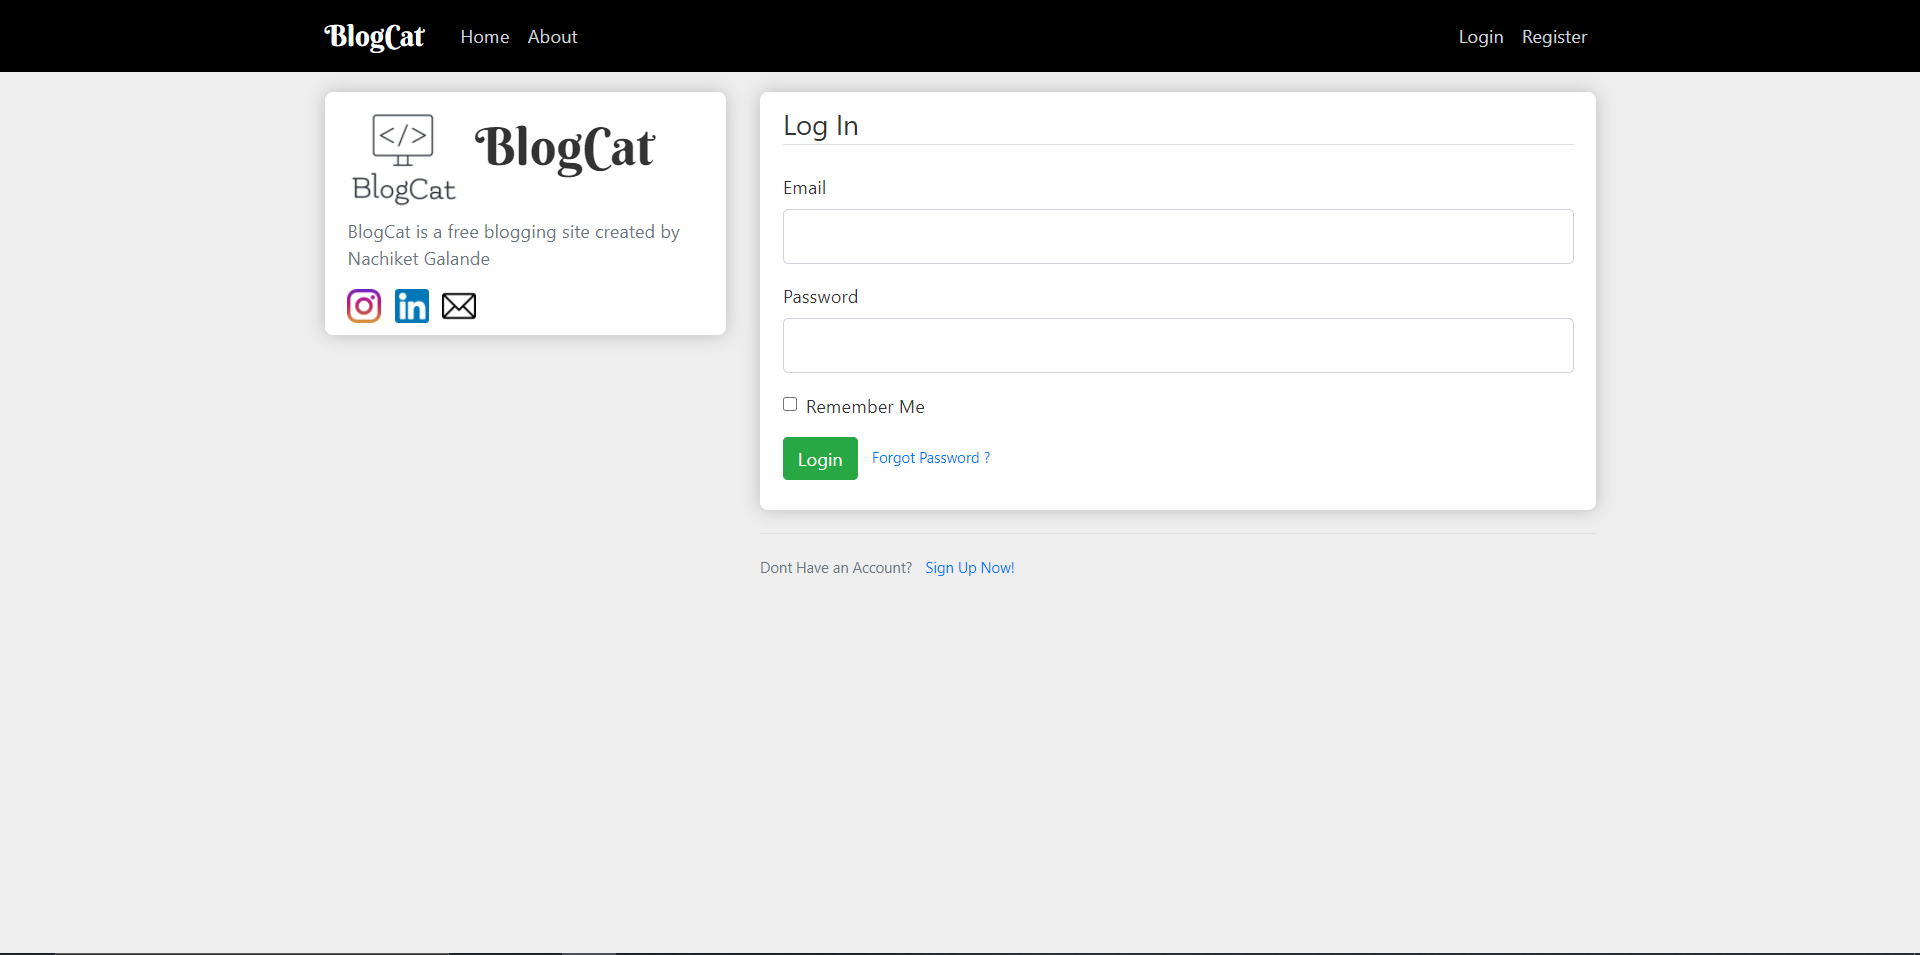 BlogCat Home About Login Register
</>
BlogCat
BlogCat
BlogCat is a free blogging site created by
Nachiket Galande
in
Log In
Email
Password
Remember Me
Login Forgot Password ?
Dont Have an Account? Sign Up Now!